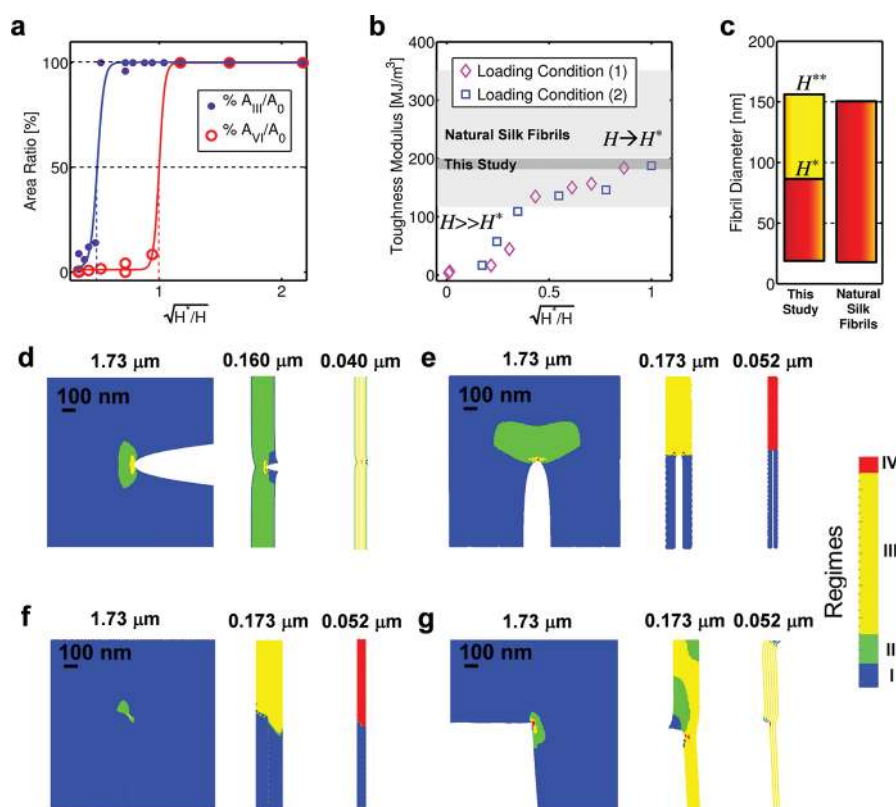 a
Area Ratio [%]
100
50
0
% A_III/A_0
% A_VI/A_0
1
2
√H*/H
b
Toughness Modulus [MJ/m³]
400
300
200
100
0
Loading Condition (1)
Loading Condition (2)
Natural Silk Fibrils
H→H*
This Study
H>>H*
0
0.5
1
√H*/H
c
Fibril Diameter [nm]
200
150
100
50
0
H**
H*
This
Study
Natural
Silk
Fibrils
d
1.73 μm
0.160 μm
0.040 μm
100 nm
e
1.73 μm
0.173 μm
0.052 μm
100 nm
f
1.73 μm
0.173 μm
0.052 μm
100 nm
g
1.73 μm
0.173 μm
0.052 μm
100 nm
Regimes
IV
III
II
I